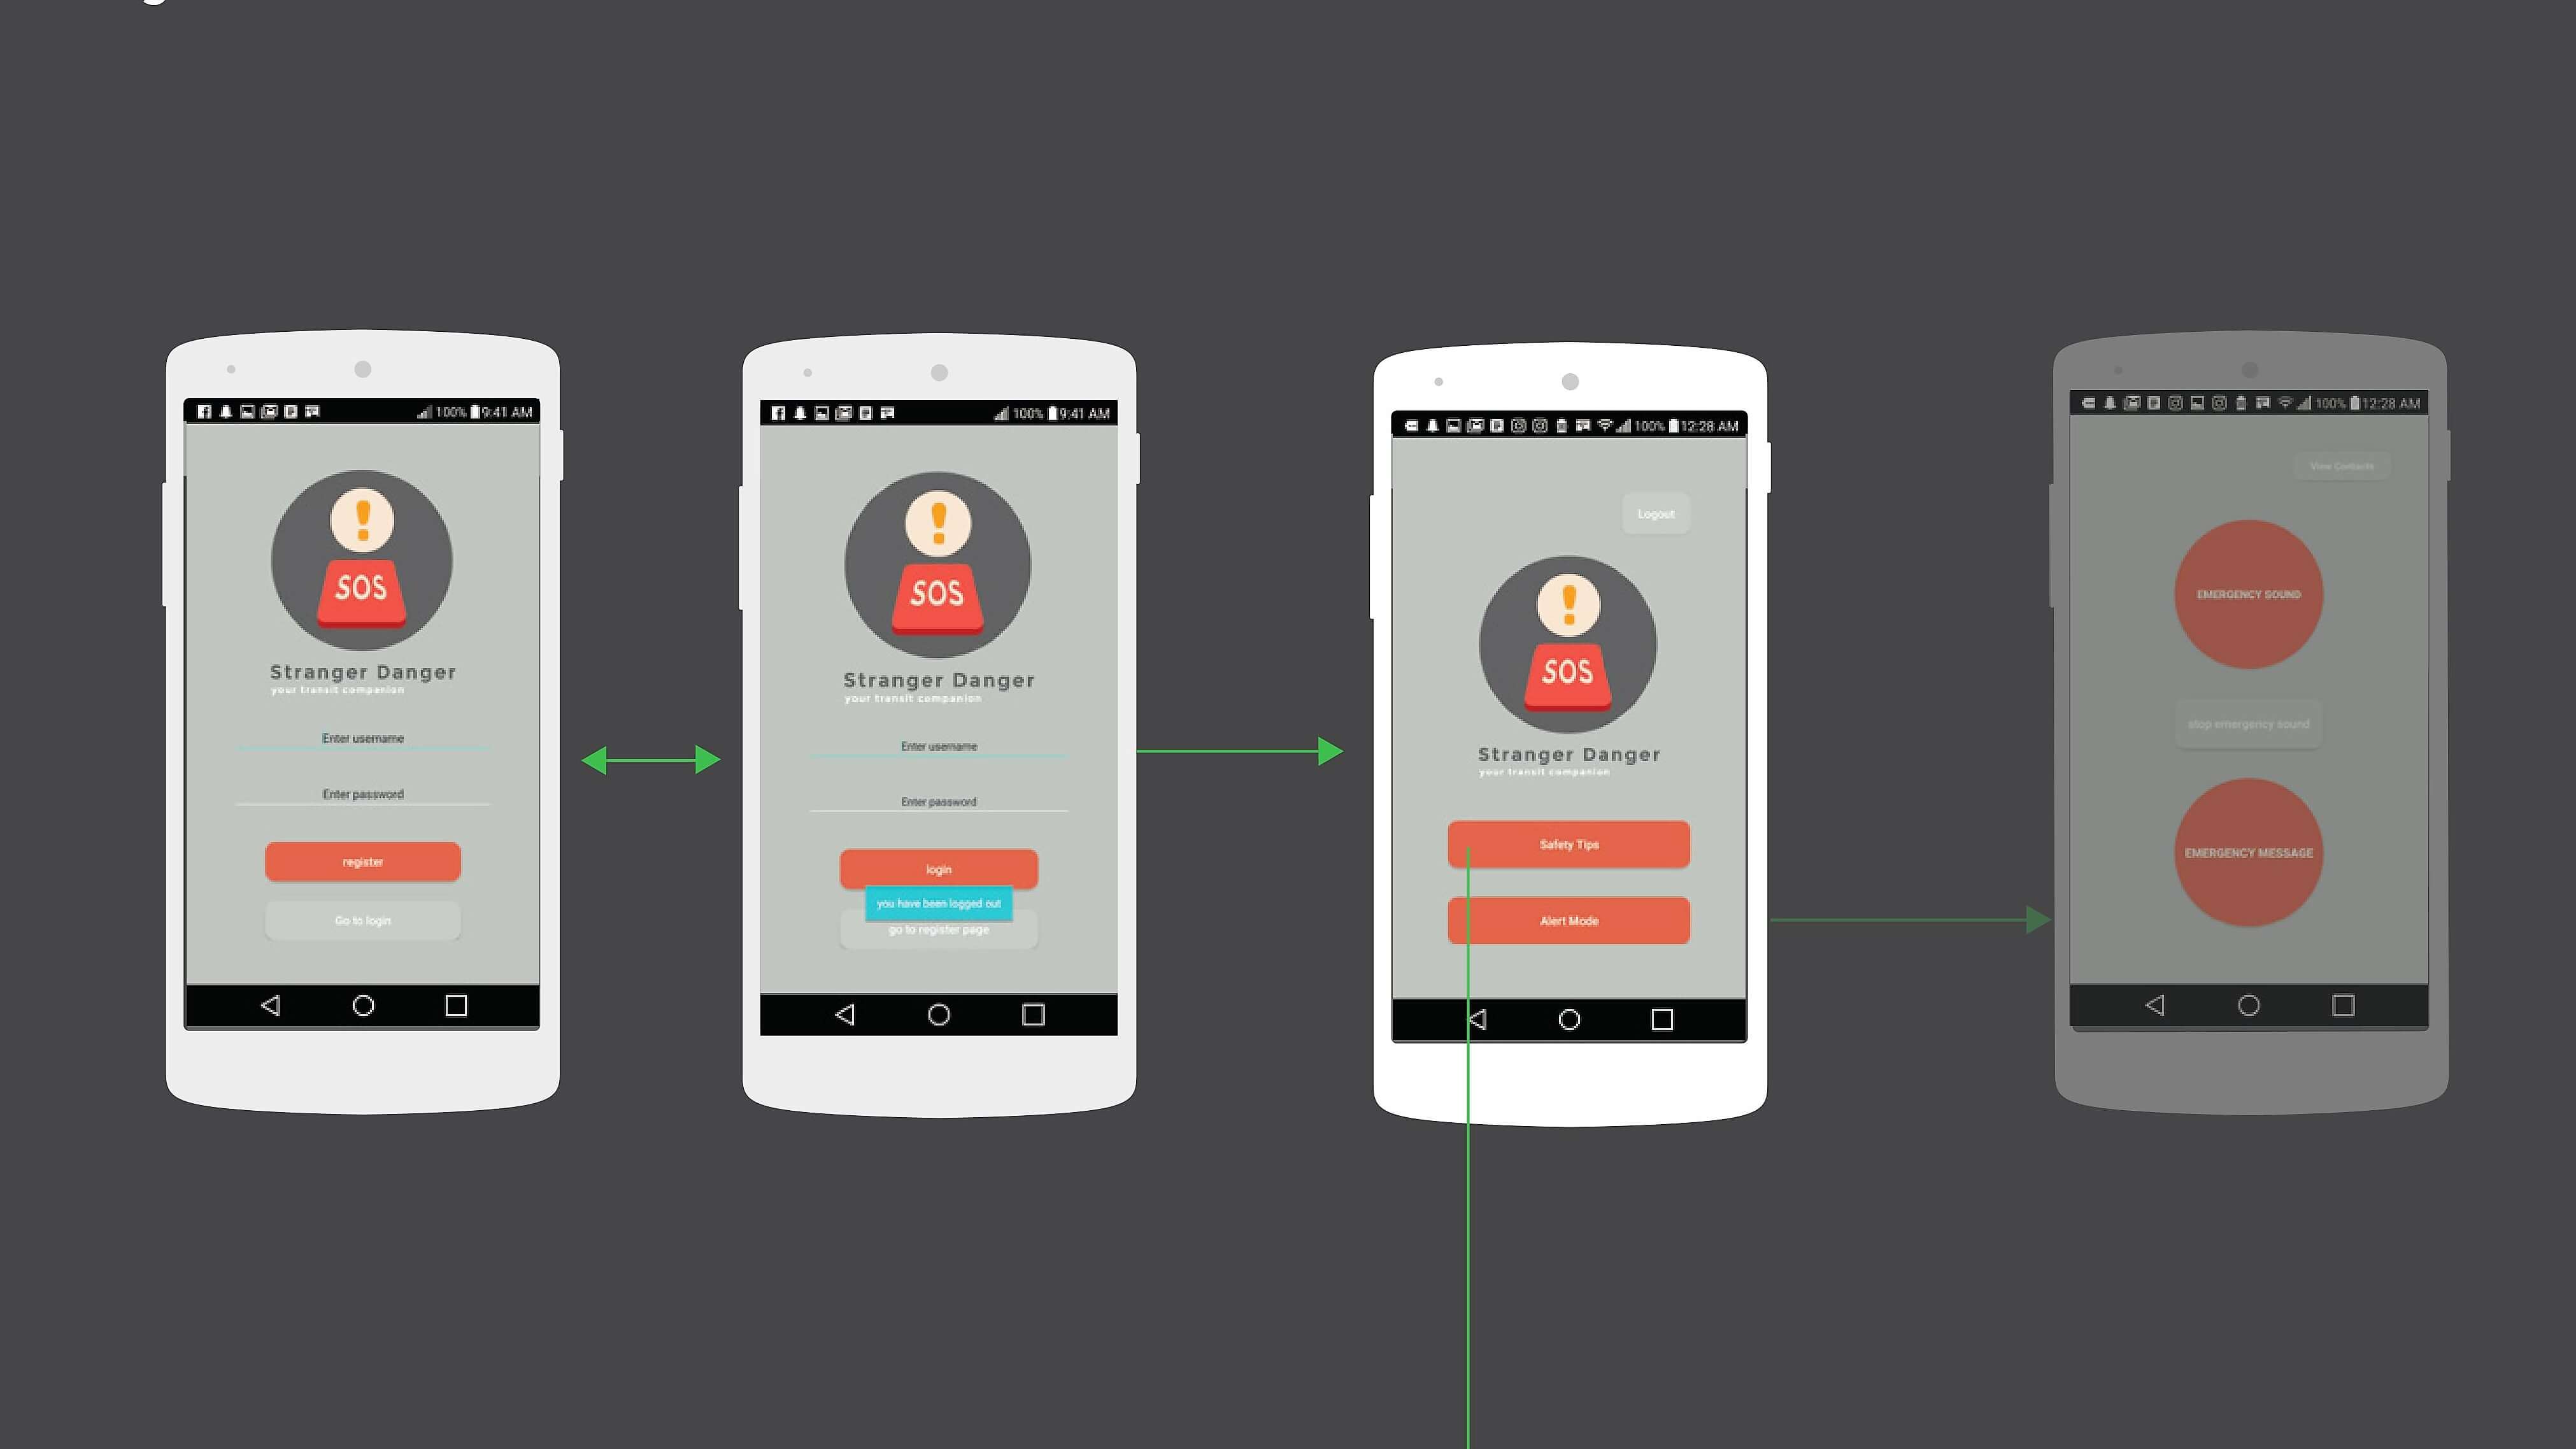 100% 9:41 AM
SOS
Stranger Danger
your transit companion
Enter username
Enter password
register
Go to login
100% 9:41 AM
SOS
Stranger Danger
your transit companion
Enter username
Enter password
login
you have been logged out
go to register page
100% 12:28 AM
Logout
SOS
Stranger Danger
your transit companion
Safety Tips
Alert Mode
100% 12:28 AM
View Contacts
EMERGENCY SOUND
stop emergency sound
EMERGENCY MESSAGE